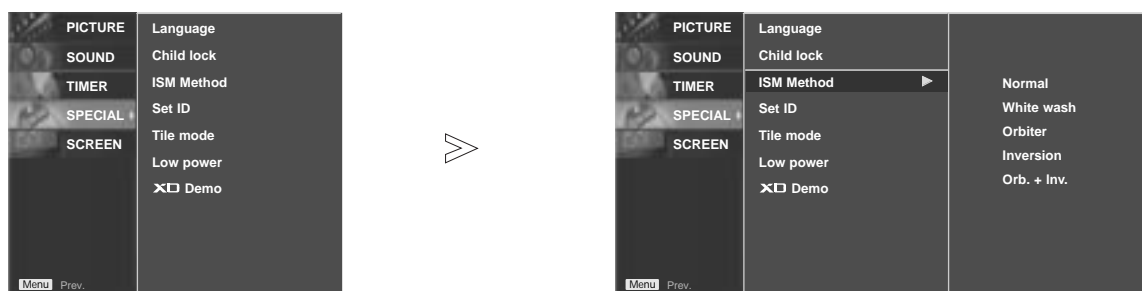 PICTURE
SOUND
TIMER
SPECIAL
SCREEN
Language
Child lock
ISM Method
Set ID
Tile mode
Low power
XD Demo
Menu Prev.
PICTURE
SOUND
TIMER
SPECIAL
SCREEN
Language
Child lock
ISM Method
Set ID
Tile mode
Low power
XD Demo
Normal
White wash
Orbiter
Inversion
Orb. + Inv.
Menu Prev.